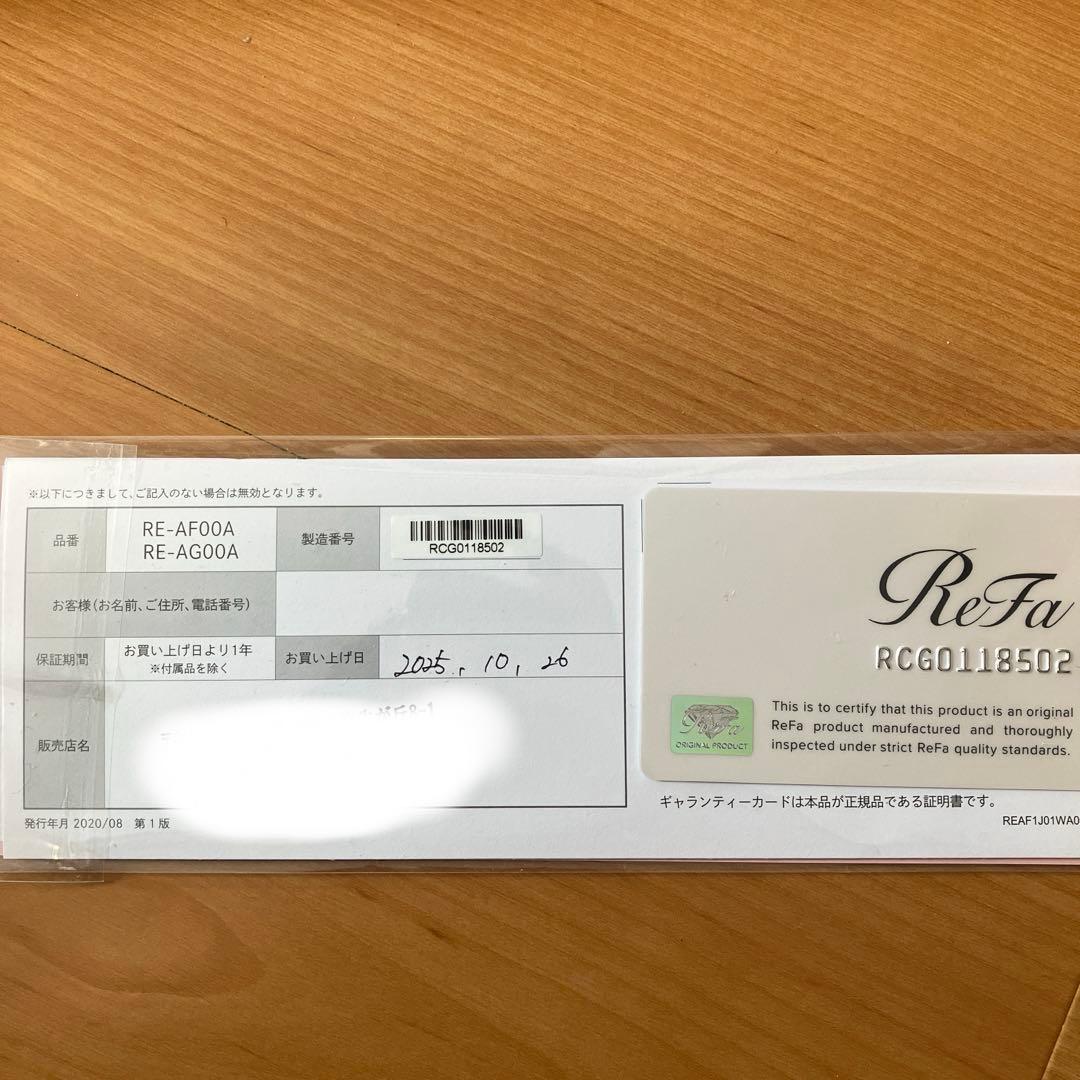 ※以下につきまして、ご記入のない場合は無効となります。
品番
RE-AF00A
RE-AG00A
製造番号
RCG0118502
お客様(お名前、ご住所、電話番号)
保証期間
お買い上げ日より1年
※付属品を除く
お買い上げ日
2025. 10, 26
販売店名
8-1
発行年月 2020/08 第1版
ReFa
RCG0118502
ReFa
ORIGINAL PRODUCT
This is to certify that this product is an original
ReFa product manufactured and thoroughly
inspected under strict ReFa quality standards.
ギャランティーカードは本品が正規品である証明書です。
REAF1J01WA0